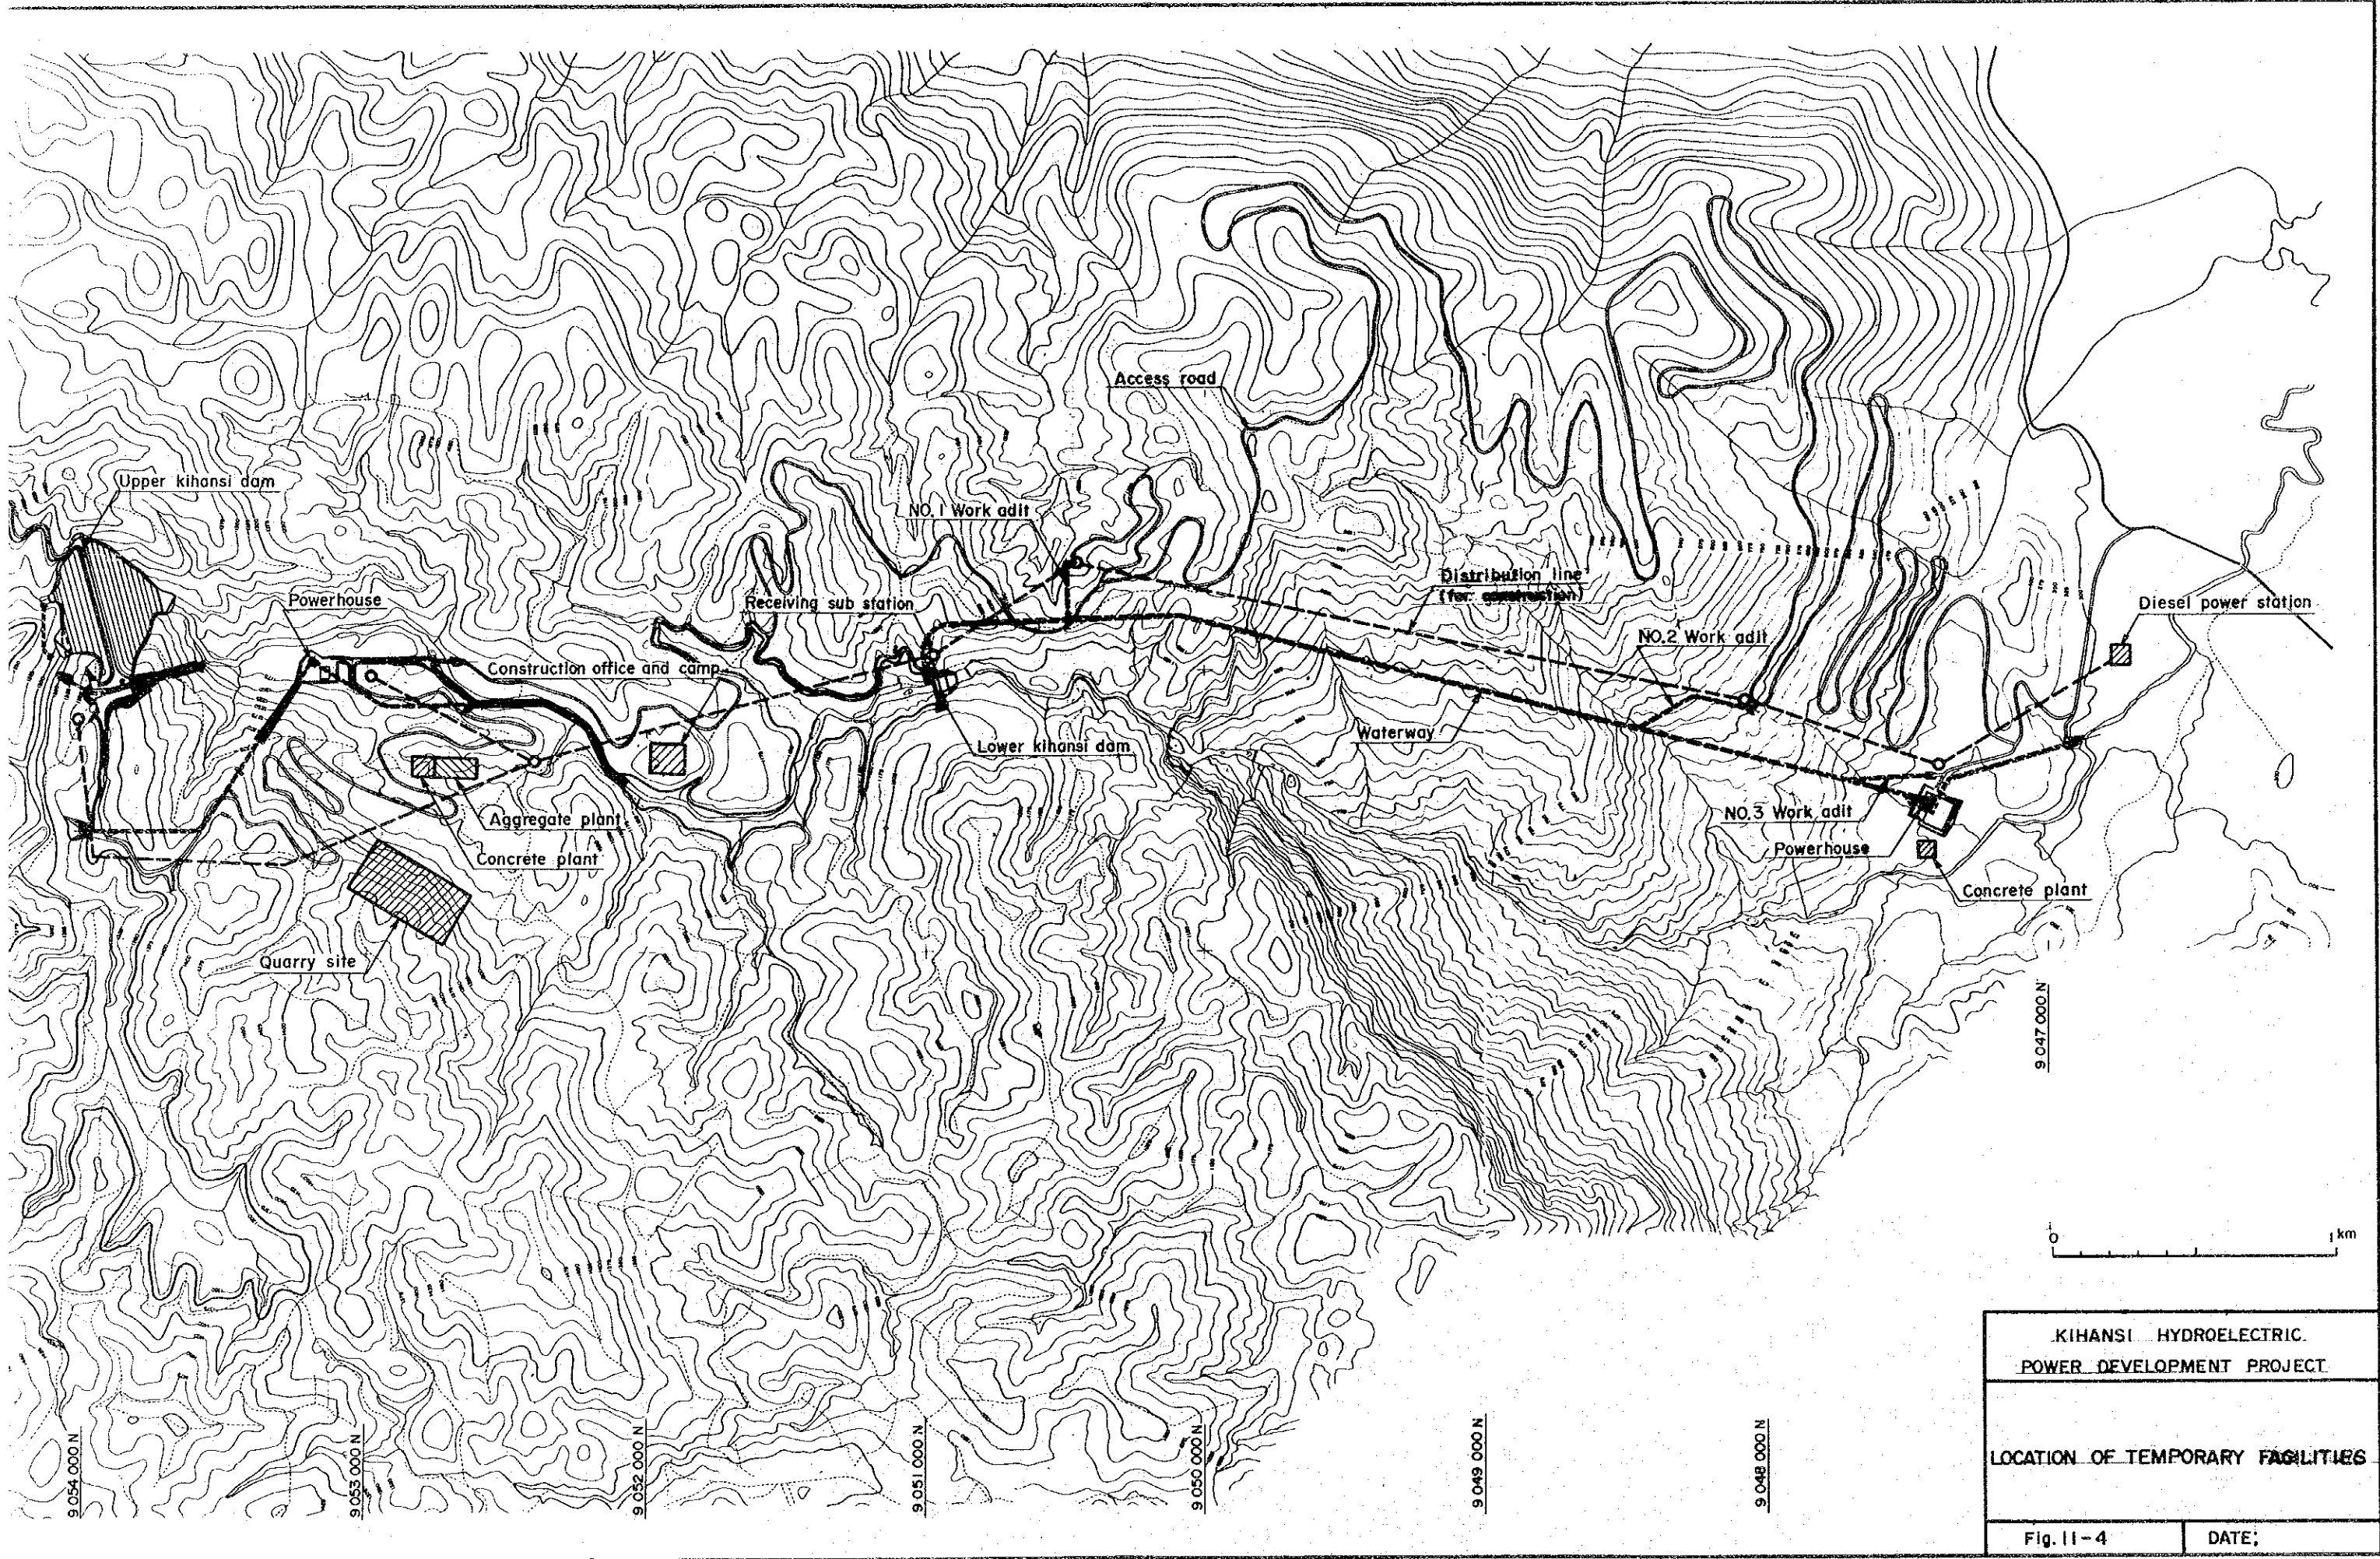 Access road
Upper kihansi dam
NO. 1 Work adit
Distribution line
(for construction)
Powerhouse
Receiving sub station
Diesel power station
NO.2 Work adit
Construction office and camp
Waterway
Lower kihansi dam
Aggregate plant
NO.3 Work adit
Concrete plant
Powerhouse
Concrete plant
Quarry site
9 047 000 N
0 1 km
KIHANSI HYDROELECTRIC
POWER DEVELOPMENT PROJECT
LOCATION OF TEMPORARY FACILITIES
9 054 000 N
9 053 000 N
9 052 000 N
9 051 000 N
9 050 000 N
9 049 000 N
9 048 000 N
Fig. 11-4
DATE: